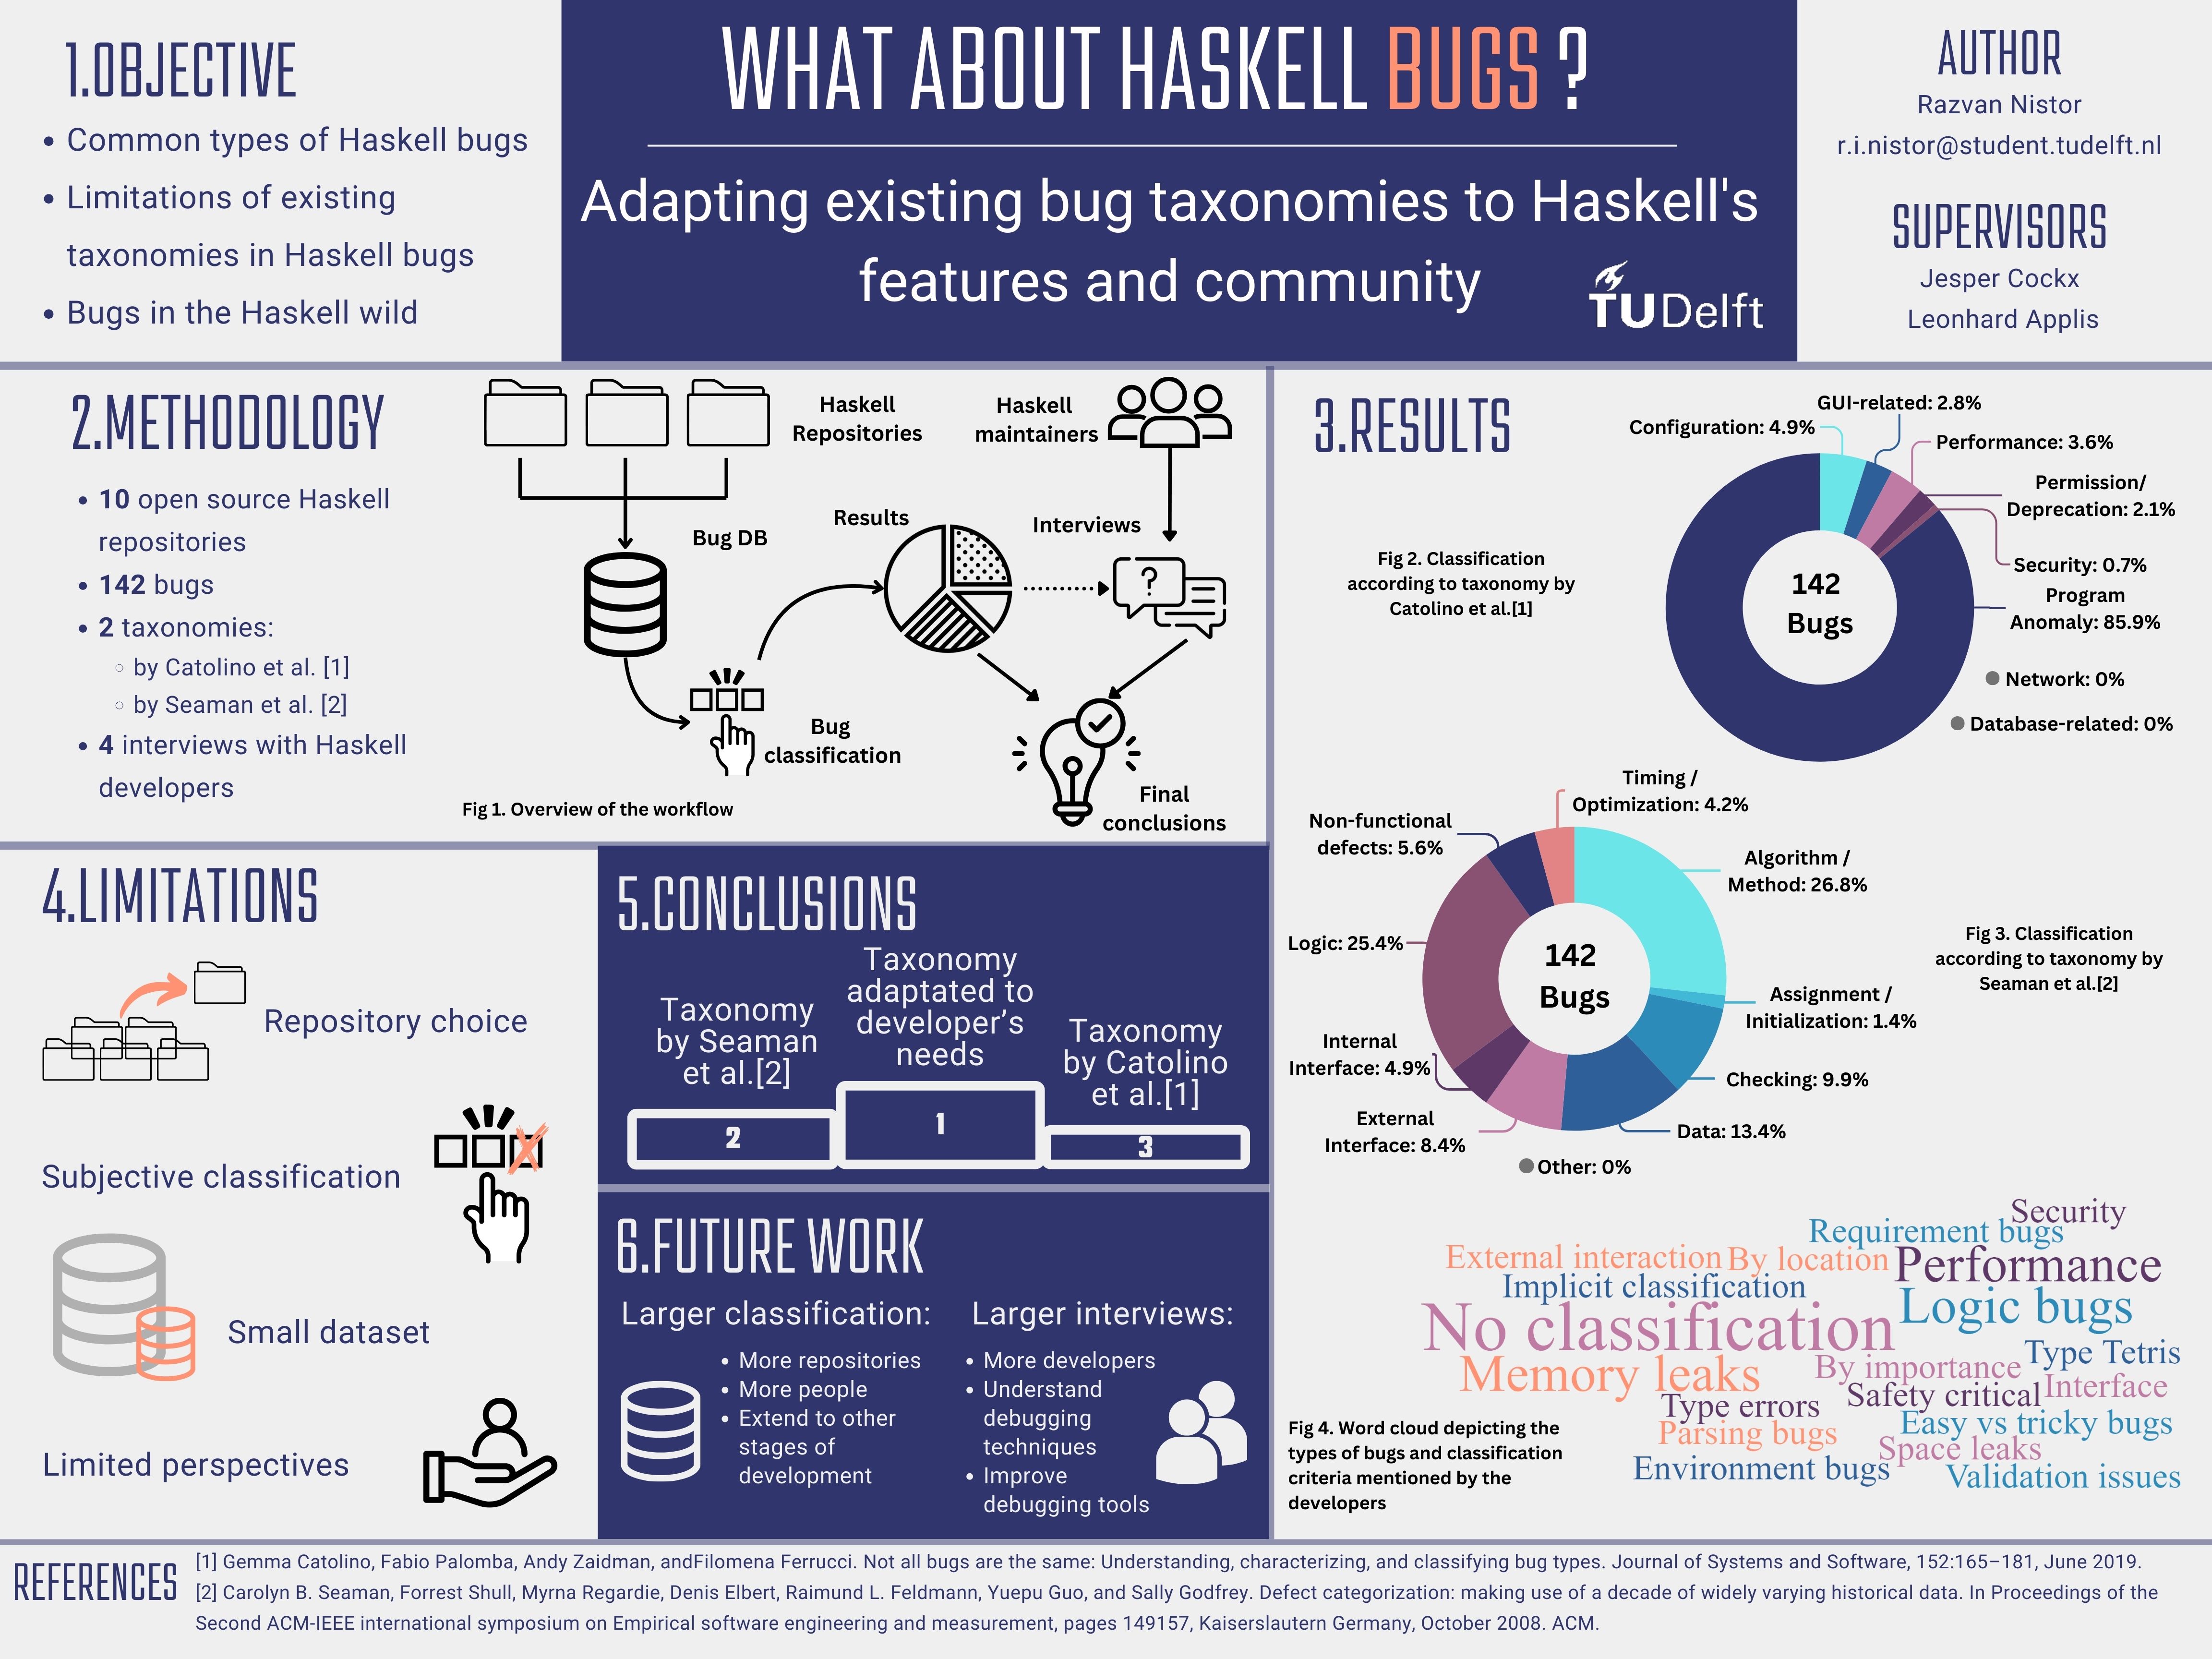 1.OBJECTIVE
• Common types of Haskell bugs
• Limitations of existing
taxonomies in Haskell bugs
• Bugs in the Haskell wild
WHAT ABOUT HASKELL BUGS ?
Adapting existing bug taxonomies to Haskell's
features and community
TUDelft
AUTHOR
Razvan Nistor
r.i.nistor@student.tudelft.nl
SUPERVISORS
Jesper Cockx
Leonhard Applis
2.METHODOLOGY
• 10 open source Haskell
repositories
• 142 bugs
• 2 taxonomies:
◦ by Catolino et al. [1]
◦ by Seaman et al. [2]
• 4 interviews with Haskell
developers
Haskell
Repositories
Haskell
maintainers
Bug DB
Results
Interviews
?
Bug
classification
Final
conclusions
Fig 1. Overview of the workflow
3.RESULTS
Fig 2. Classification
according to taxonomy by
Catolino et al.[1]
GUI-related: 2.8%
Configuration: 4.9%
Performance: 3.6%
Permission/
Deprecation: 2.1%
Security: 0.7%
Program
Anomaly: 85.9%
Network: 0%
Database-related: 0%
142
Bugs
Timing /
Optimization: 4.2%
Non-functional
defects: 5.6%
Algorithm /
Method: 26.8%
Logic: 25.4%
142
Bugs
Fig 3. Classification
according to taxonomy by
Seaman et al.[2]
Assignment /
Initialization: 1.4%
Internal
Interface: 4.9%
Checking: 9.9%
External
Interface: 8.4%
Data: 13.4%
Other: 0%
Security
Requirement bugs
External interaction
By location
Performance
Implicit classification
Logic bugs
No classification
Type Tetris
Memory leaks
By importance
Interface
Safety critical
Type errors
Easy vs tricky bugs
Parsing bugs
Space leaks
Environment bugs
Validation issues
Fig 4. Word cloud depicting the
types of bugs and classification
criteria mentioned by the
developers
4.LIMITATIONS
Repository choice
Subjective classification
Small dataset
Limited perspectives
5.CONCLUSIONS
Taxonomy
by Seaman
et al.[2]
Taxonomy
adaptated to
developer’s
needs
Taxonomy
by Catolino
et al.[1]
2
1
3
6.FUTURE WORK
Larger classification:
• More repositories
• More people
• Extend to other
stages of
development
Larger interviews:
• More developers
• Understand
debugging
techniques
• Improve
debugging tools
REFERENCES
[1] Gemma Catolino, Fabio Palomba, Andy Zaidman, andFilomena Ferrucci. Not all bugs are the same: Understanding, characterizing, and classifying bug types. Journal of Systems and Software, 152:165–181, June 2019.
[2] Carolyn B. Seaman, Forrest Shull, Myrna Regardie, Denis Elbert, Raimund L. Feldmann, Yuepu Guo, and Sally Godfrey. Defect categorization: making use of a decade of widely varying historical data. In Proceedings of the
Second ACM-IEEE international symposium on Empirical software engineering and measurement, pages 149157, Kaiserslautern Germany, October 2008. ACM.